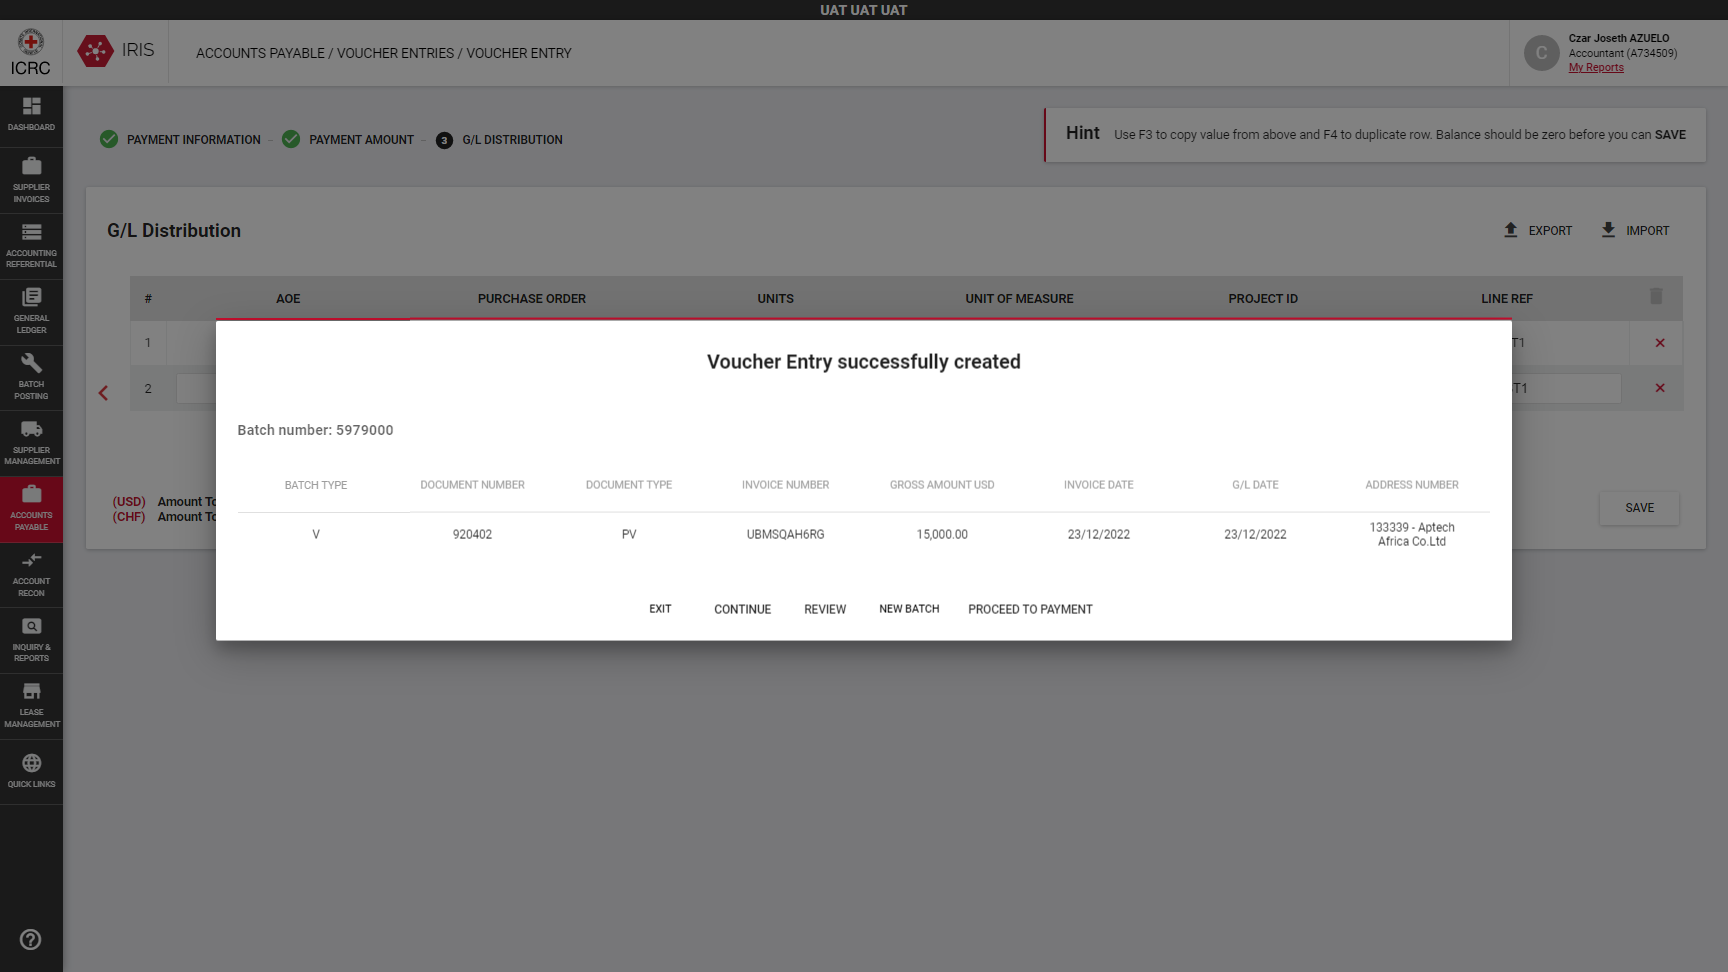 UAT UAT UAT
ICRC
IRIS
ACCOUNTS PAYABLE / VOUCHER ENTRIES / VOUCHER ENTRY
C
Czar Joseth AZUELO
Accountant (A734509)
My Reports
DASHBOARD
SUPPLIER
INVOICES
ACCOUNTING
REFERENTIAL
GENERAL
LEDGER
BATCH
POSTING
SUPPLIER
MANAGEMENT
ACCOUNTS
PAYABLE
ACCOUNT
RECON
INQUIRY &
REPORTS
LEASE
MANAGEMENT
QUICK LINKS
PAYMENT INFORMATION
PAYMENT AMOUNT
3 G/L DISTRIBUTION
Hint Use F3 to copy value from above and F4 to duplicate row. Balance should be zero before you can SAVE
G/L Distribution
EXPORT
IMPORT
# AOE PURCHASE ORDER UNITS UNIT OF MEASURE PROJECT ID LINE REF
1 T1
2 T1
(USD) Amount To
(CHF) Amount To
SAVE
Voucher Entry successfully created
Batch number: 5979000
BATCH TYPE DOCUMENT NUMBER DOCUMENT TYPE INVOICE NUMBER GROSS AMOUNT USD INVOICE DATE G/L DATE ADDRESS NUMBER
V 920402 PV UBMSQAH6RG 15,000.00 23/12/2022 23/12/2022 133339 - Aptech
Africa Co.Ltd
EXIT CONTINUE REVIEW NEW BATCH PROCEED TO PAYMENT